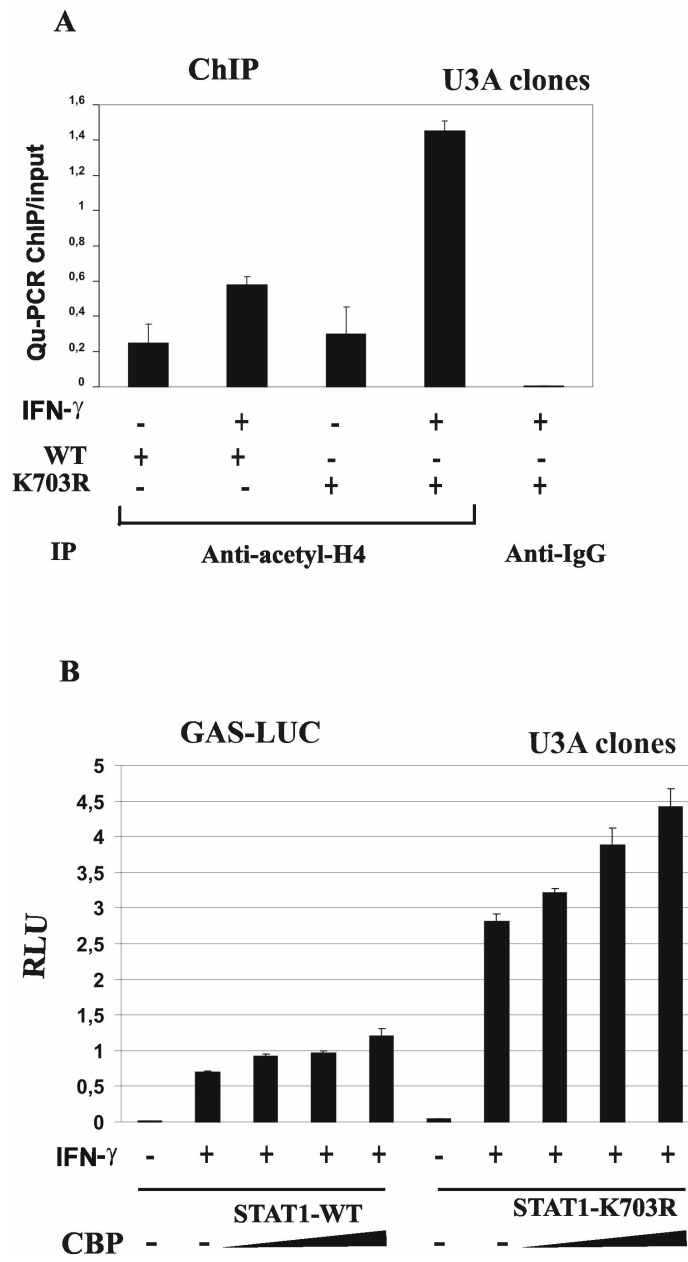 A
ChIP
U3A clones
Qu-PCR ChIP/input
1,6
1,4
1,2
1
0,8
0,6
0,4
0,2
0
IFN-γ - + - + +
WT + + - - -
K703R - - + + +
IP Anti-acetyl-H4 Anti-IgG
B
GAS-LUC
U3A clones
RLU
5
4,5
4
3,5
3
2,5
2
1,5
1
0,5
0
IFN-γ - + + + + - + + + +
STAT1-WT STAT1-K703R
CBP - - - -